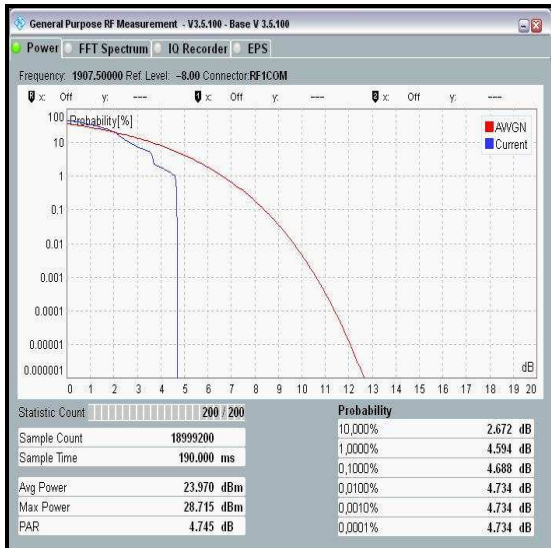 General Purpose RF Measurement - V3.5.100 - Base V 3.5.100
Power FFT Spectrum IQ Recorder EPS
Frequency: 1907.50000 Ref. Level: -8.00 Connector:RF1COM
R x: Off y: --- 1 x: Off y: --- 2 x: Off y: ---
Probability[%]
AWGN
Current
100
10
1
0.1
0.01
0.001
0.0001
0.00001
0.000001
dB
0 1 2 3 4 5 6 7 8 9 10 11 12 13 14 15 16 17 18 19 20
Statistic Count 200 / 200
Sample Count 18999200
Sample Time 190.000 ms
Avg Power 23.970 dBm
Max Power 28.715 dBm
PAR 4.745 dB
Probability
10,000% 2.672 dB
1,0000% 4.594 dB
0,1000% 4.688 dB
0,0100% 4.734 dB
0,0010% 4.734 dB
0,0001% 4.734 dB